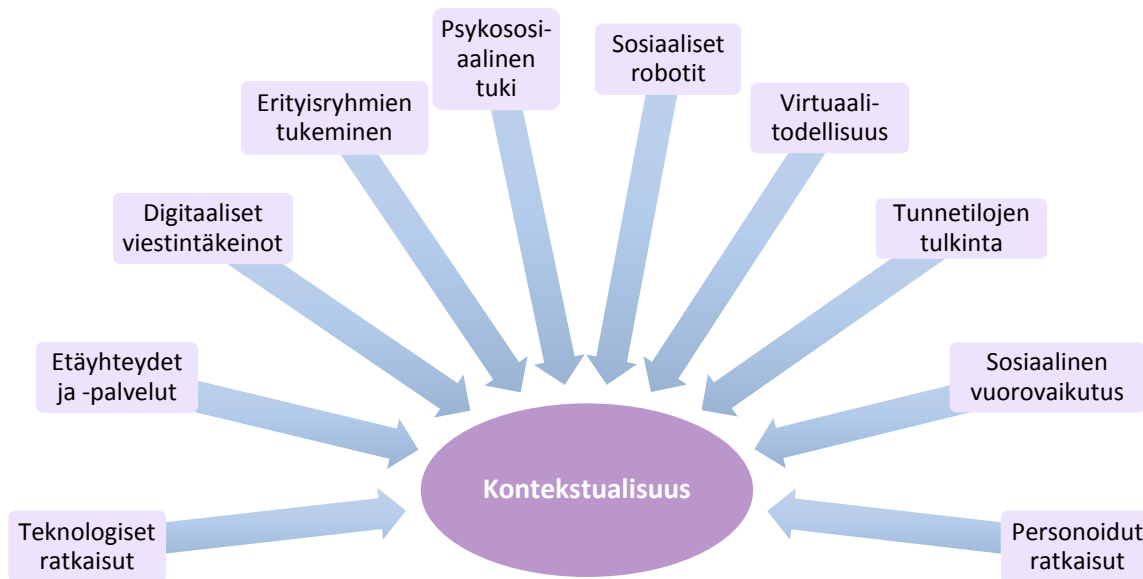 Psykososi-
aalinen
tuki
Sosiaaliset
robotit
Erityisryhmien
tukeminen
Virtuaali-
todellisuus
Digitaaliset
viestintäkeinot
Tunnetilojen
tulkinta
Etäyhteydet
ja -palvelut
Sosiaalinen
vuorovaikutus
Kontekstualisuus
Teknologiset
ratkaisut
Personoidut
ratkaisut